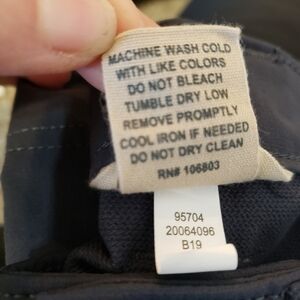 MACHINE WASH COLD
WITH LIKE COLORS
DO NOT BLEACH
TUMBLE DRY LOW
REMOVE PROMPTLY
COOL IRON IF NEEDED
DO NOT DRY CLEAN
RN# 106803
95704
20064096
B19